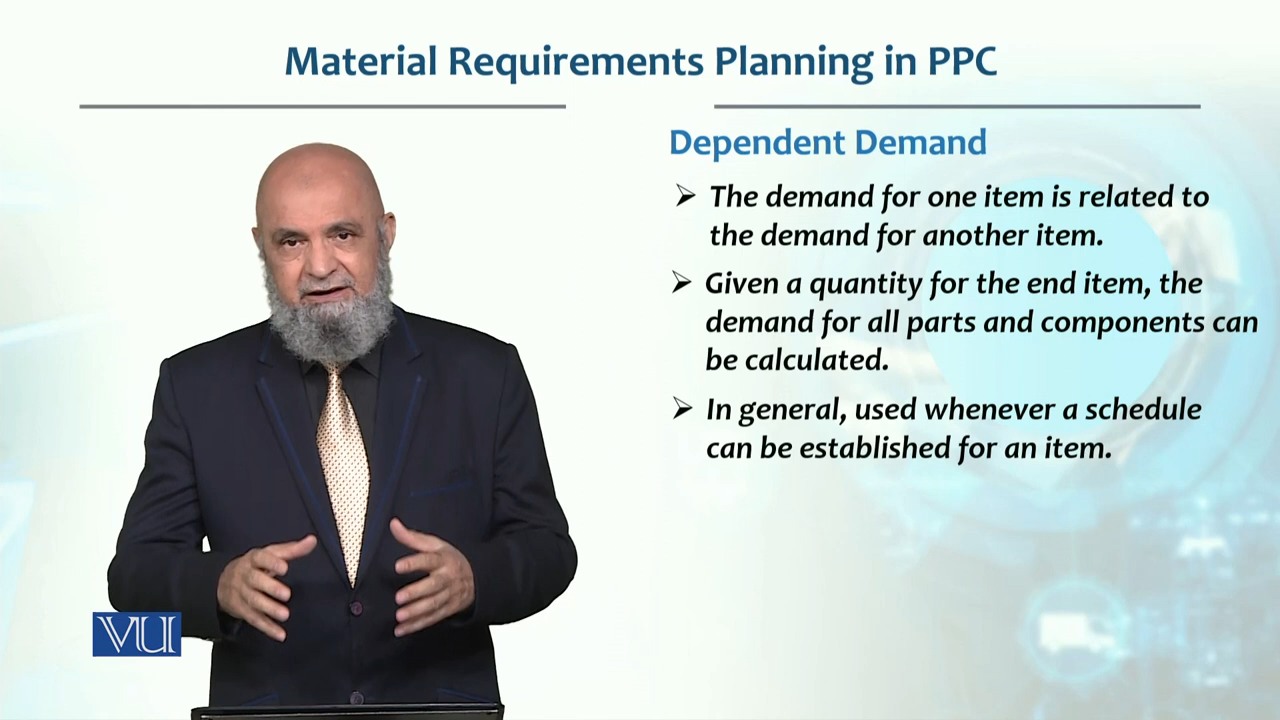 Material Requirements Planning in PPC
Dependent Demand
➢ The demand for one item is related to
the demand for another item.
➢ Given a quantity for the end item, the
demand for all parts and components can
be calculated.
➢ In general, used whenever a schedule
can be established for an item.
VU